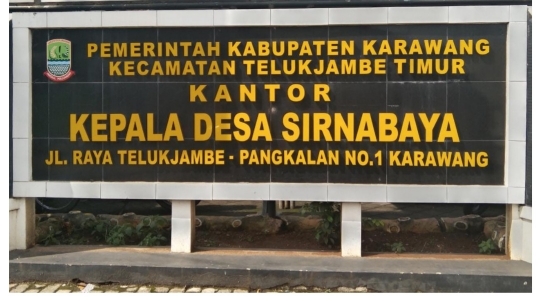 PEMERINTAH KABUPATEN KARAWANG
KECAMATAN TELUKJAMBE TIMUR
KANTOR
KEPALA DESA SIRNABAYA
JL. RAYA TELUKJAMBE - PANGKALAN NO.1 KARAWANG